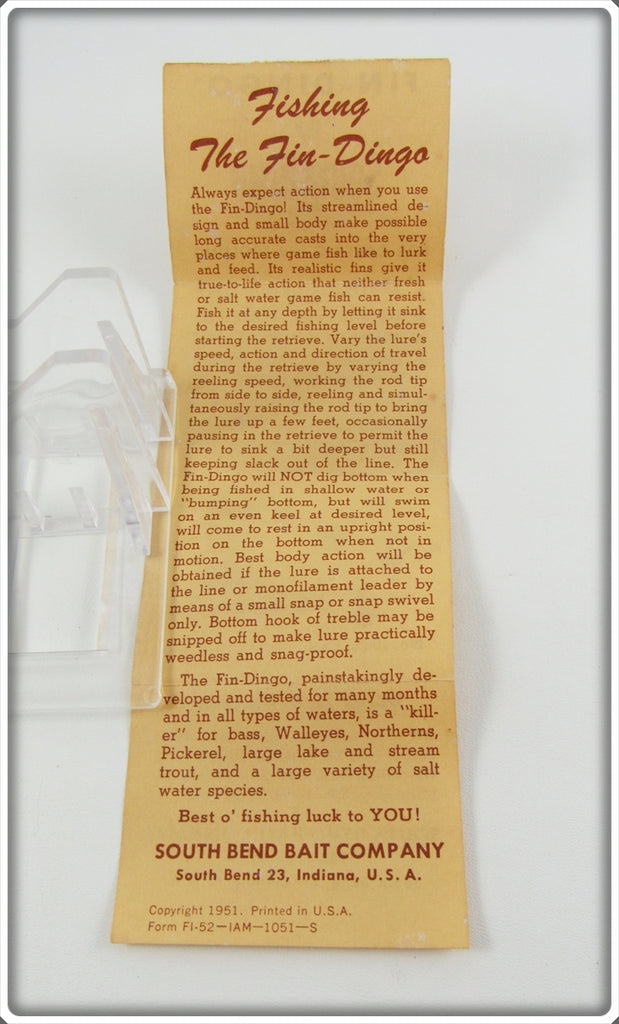 Fishing
The Fin-Dingo
Always expect action when you use
the Fin-Dingo! Its streamlined de-
sign and small body make possible
long accurate casts into the very
places where game fish like to lurk
and feed. Its realistic fins give it
true-to-life action that neither fresh
or salt water game fish can resist.
Fish it at any depth by letting it sink
to the desired fishing level before
starting the retrieve. Vary the lure's
speed, action and direction of travel
during the retrieve by varying the
reeling speed, working the rod tip
from side to side, reeling and simul-
taneously raising the rod tip to bring
the lure up a few feet, occasionally
pausing in the retrieve to permit the
lure to sink a bit deeper but still
keeping slack out of the line. The
Fin-Dingo will NOT dig bottom when
being fished in shallow water or
"bumping" bottom, but will swim
on an even keel at desired level,
will come to rest in an upright posi-
tion on the bottom when not in
motion. Best body action will be
obtained if the lure is attached to
the line or monofilament leader by
means of a small snap or snap swivel
only. Bottom hook of treble may be
snipped off to make lure practically
weedless and snag-proof.
The Fin-Dingo, painstakingly de-
veloped and tested for many months
and in all types of waters, is a "kill-
er" for bass, Walleyes, Northerns,
Pickerel, large lake and stream
trout, and a large variety of salt
water species.
Best o' fishing luck to YOU!
SOUTH BEND BAIT COMPANY
South Bend 23, Indiana, U.S.A.
Copyright 1951. Printed in U.S.A.
Form FI-52—IAM—1051—S